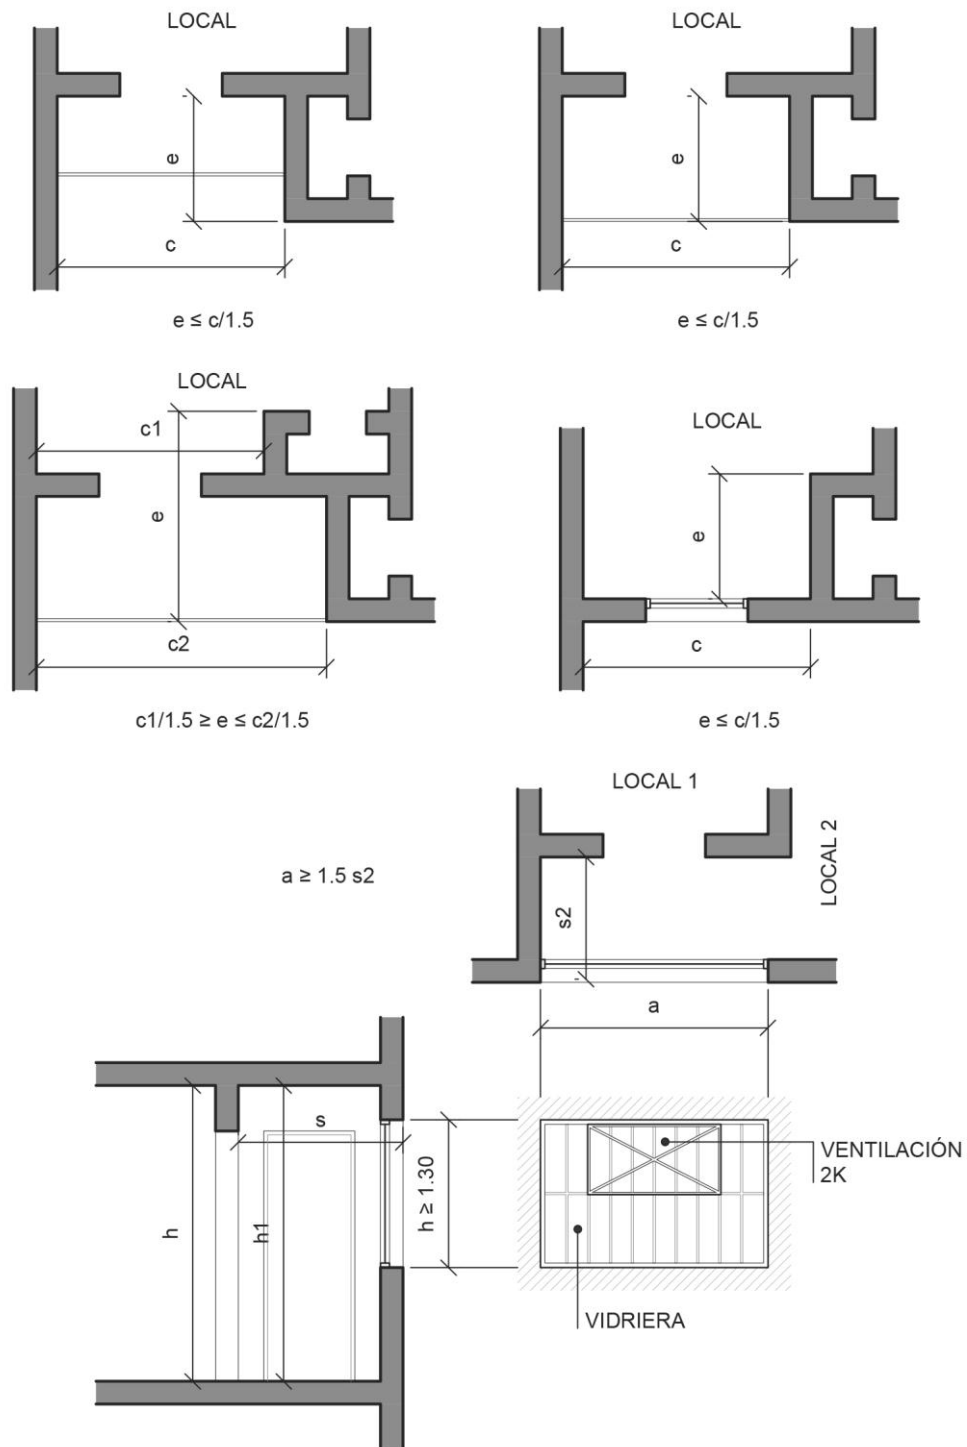 LOCAL
LOCAL
e
e
c
c
e ≤ c/1.5
e ≤ c/1.5
LOCAL
c1
e
c2
c1/1.5 ≥ e ≤ c2/1.5
LOCAL
e
c
e ≤ c/1.5
LOCAL 1
LOCAL 2
a ≥ 1.5 s2
s2
a
s
h
h1
h ≥ 1.30
VENTILACIÓN
2K
VIDRIERA